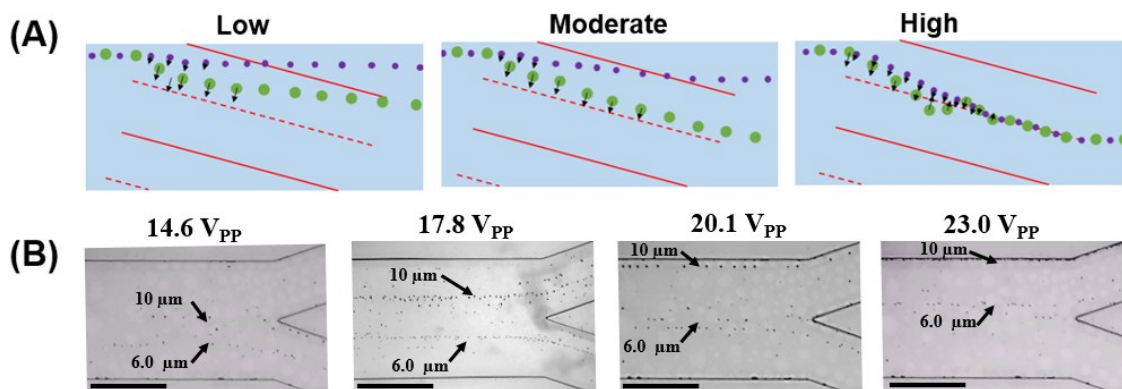 (A)
Low
Moderate
High
(B)
14.6 VPP
17.8 VPP
20.1 VPP
23.0 VPP
10 µm
6.0 µm
10 µm
6.0 µm
10 µm
6.0 µm
10 µm
6.0 µm